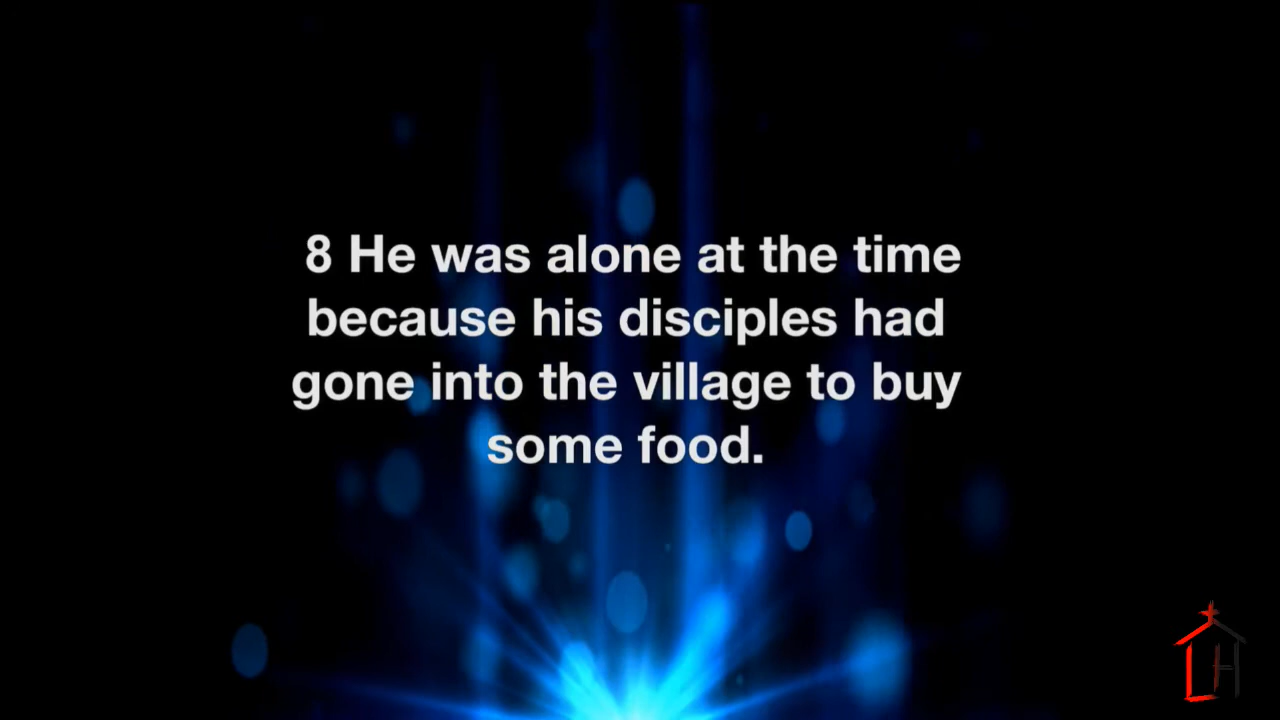 8 He was alone at the time
because his disciples had
gone into the village to buy
some food.